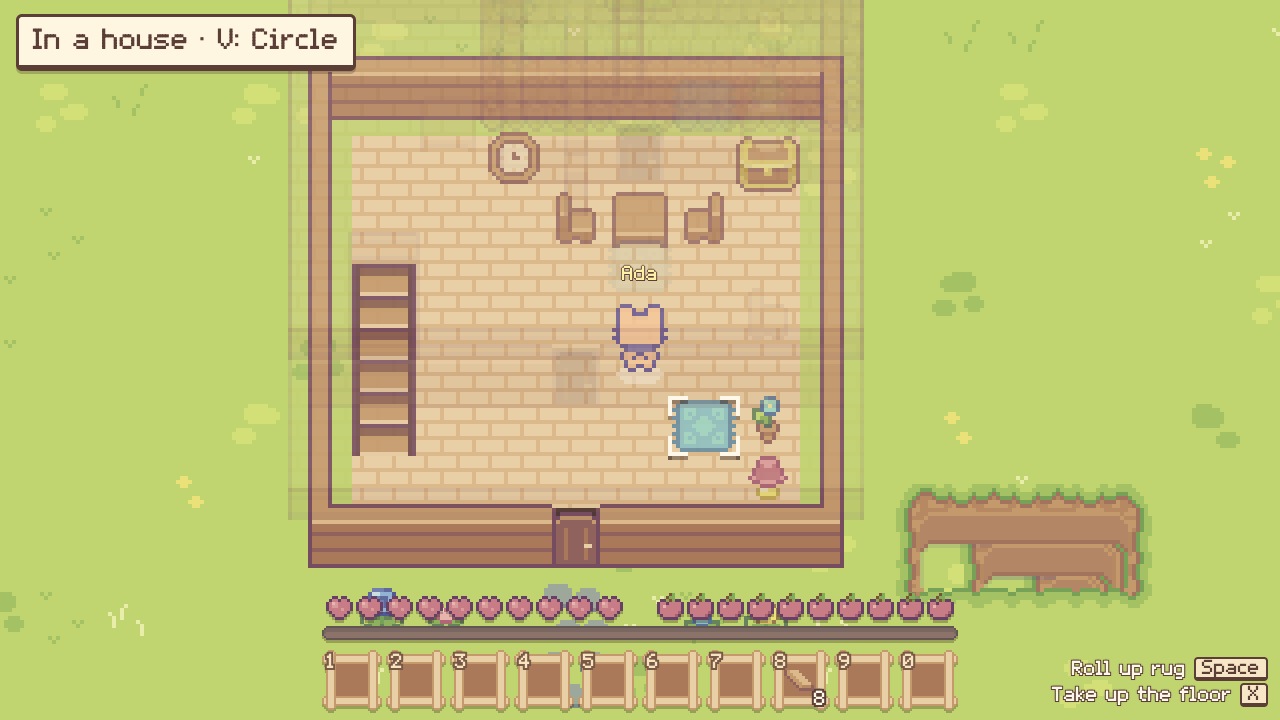 In a house · V: Circle
Ada
1 2 3 4 5 6 7 8 9 0
8
Roll up rug Space
Take up the floor X